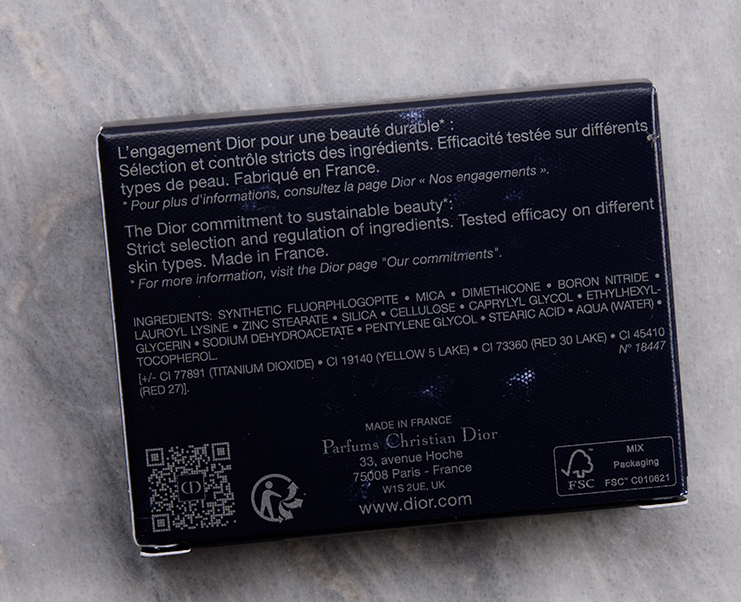 L'engagement Dior pour une beauté durable* :
Sélection et contrôle stricts des ingrédients. Efficacité testée sur différents
types de peau. Fabriqué en France.
* Pour plus d'informations, consultez la page Dior « Nos engagements ».
The Dior commitment to sustainable beauty*:
Strict selection and regulation of ingredients. Tested efficacy on different
skin types. Made in France.
* For more information, visit the Dior page "Our commitments".
INGREDIENTS: SYNTHETIC FLUORPHLOGOPITE • MICA • DIMETHICONE • BORON NITRIDE •
LAUROYL LYSINE • ZINC STEARATE • SILICA • CELLULOSE • CAPRYLYL GLYCOL • ETHYLHEXYL-
GLYCERIN • SODIUM DEHYDROACETATE • PENTYLENE GLYCOL • STEARIC ACID • AQUA (WATER) •
TOCOPHEROL.
[+/- CI 77891 (TITANIUM DIOXIDE) • CI 19140 (YELLOW 5 LAKE) • CI 73360 (RED 30 LAKE) • CI 45410
(RED 27)].
N° 18447
MADE IN FRANCE
Parfums Christian Dior
33, avenue Hoche
75008 Paris - France
W1S 2UE, UK
www.dior.com
CD
FSC
MIX
Packaging
FSC™ C010621